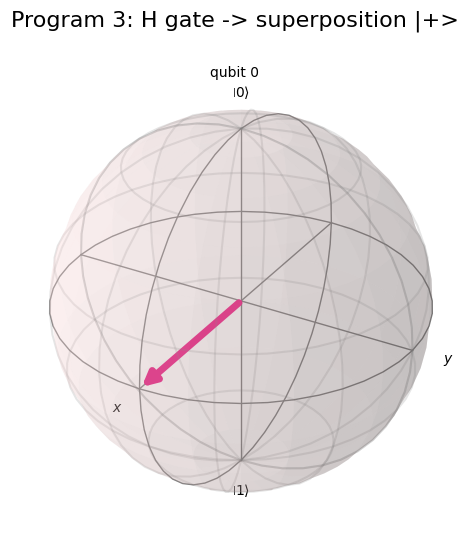 Program 3: H gate -> superposition |+>
qubit 0
|0⟩
y
x
|1⟩